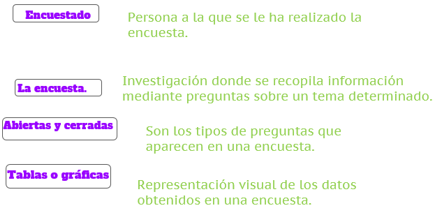 Encuestado
Persona a la que se le ha realizado la
encuesta.
La encuesta.
Investigación donde se recopila información
mediante preguntas sobre un tema determinado.
Abiertas y cerradas
Son los tipos de preguntas que
aparecen en una encuesta.
Tablas o gráficas
Representación visual de los datos
obtenidos en una encuesta.